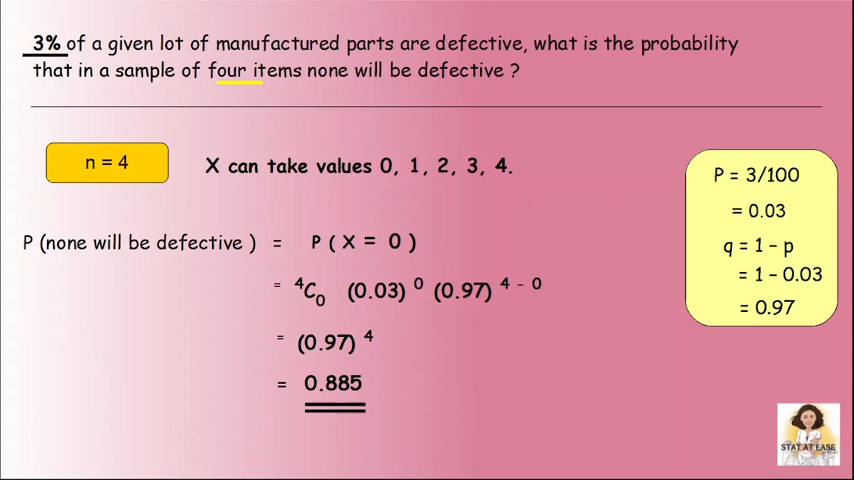 3% of a given lot of manufactured parts are defective, what is the probability
that in a sample of four items none will be defective ?
n = 4
X can take values 0, 1, 2, 3, 4.
P = 3/100
= 0.03
q = 1 – p
= 1 – 0.03
= 0.97
P (none will be defective ) = P ( X = 0 )
= ⁴C₀ (0.03)⁰ (0.97)⁴⁻⁰
= (0.97)⁴
= 0.885
STAT AT EASE